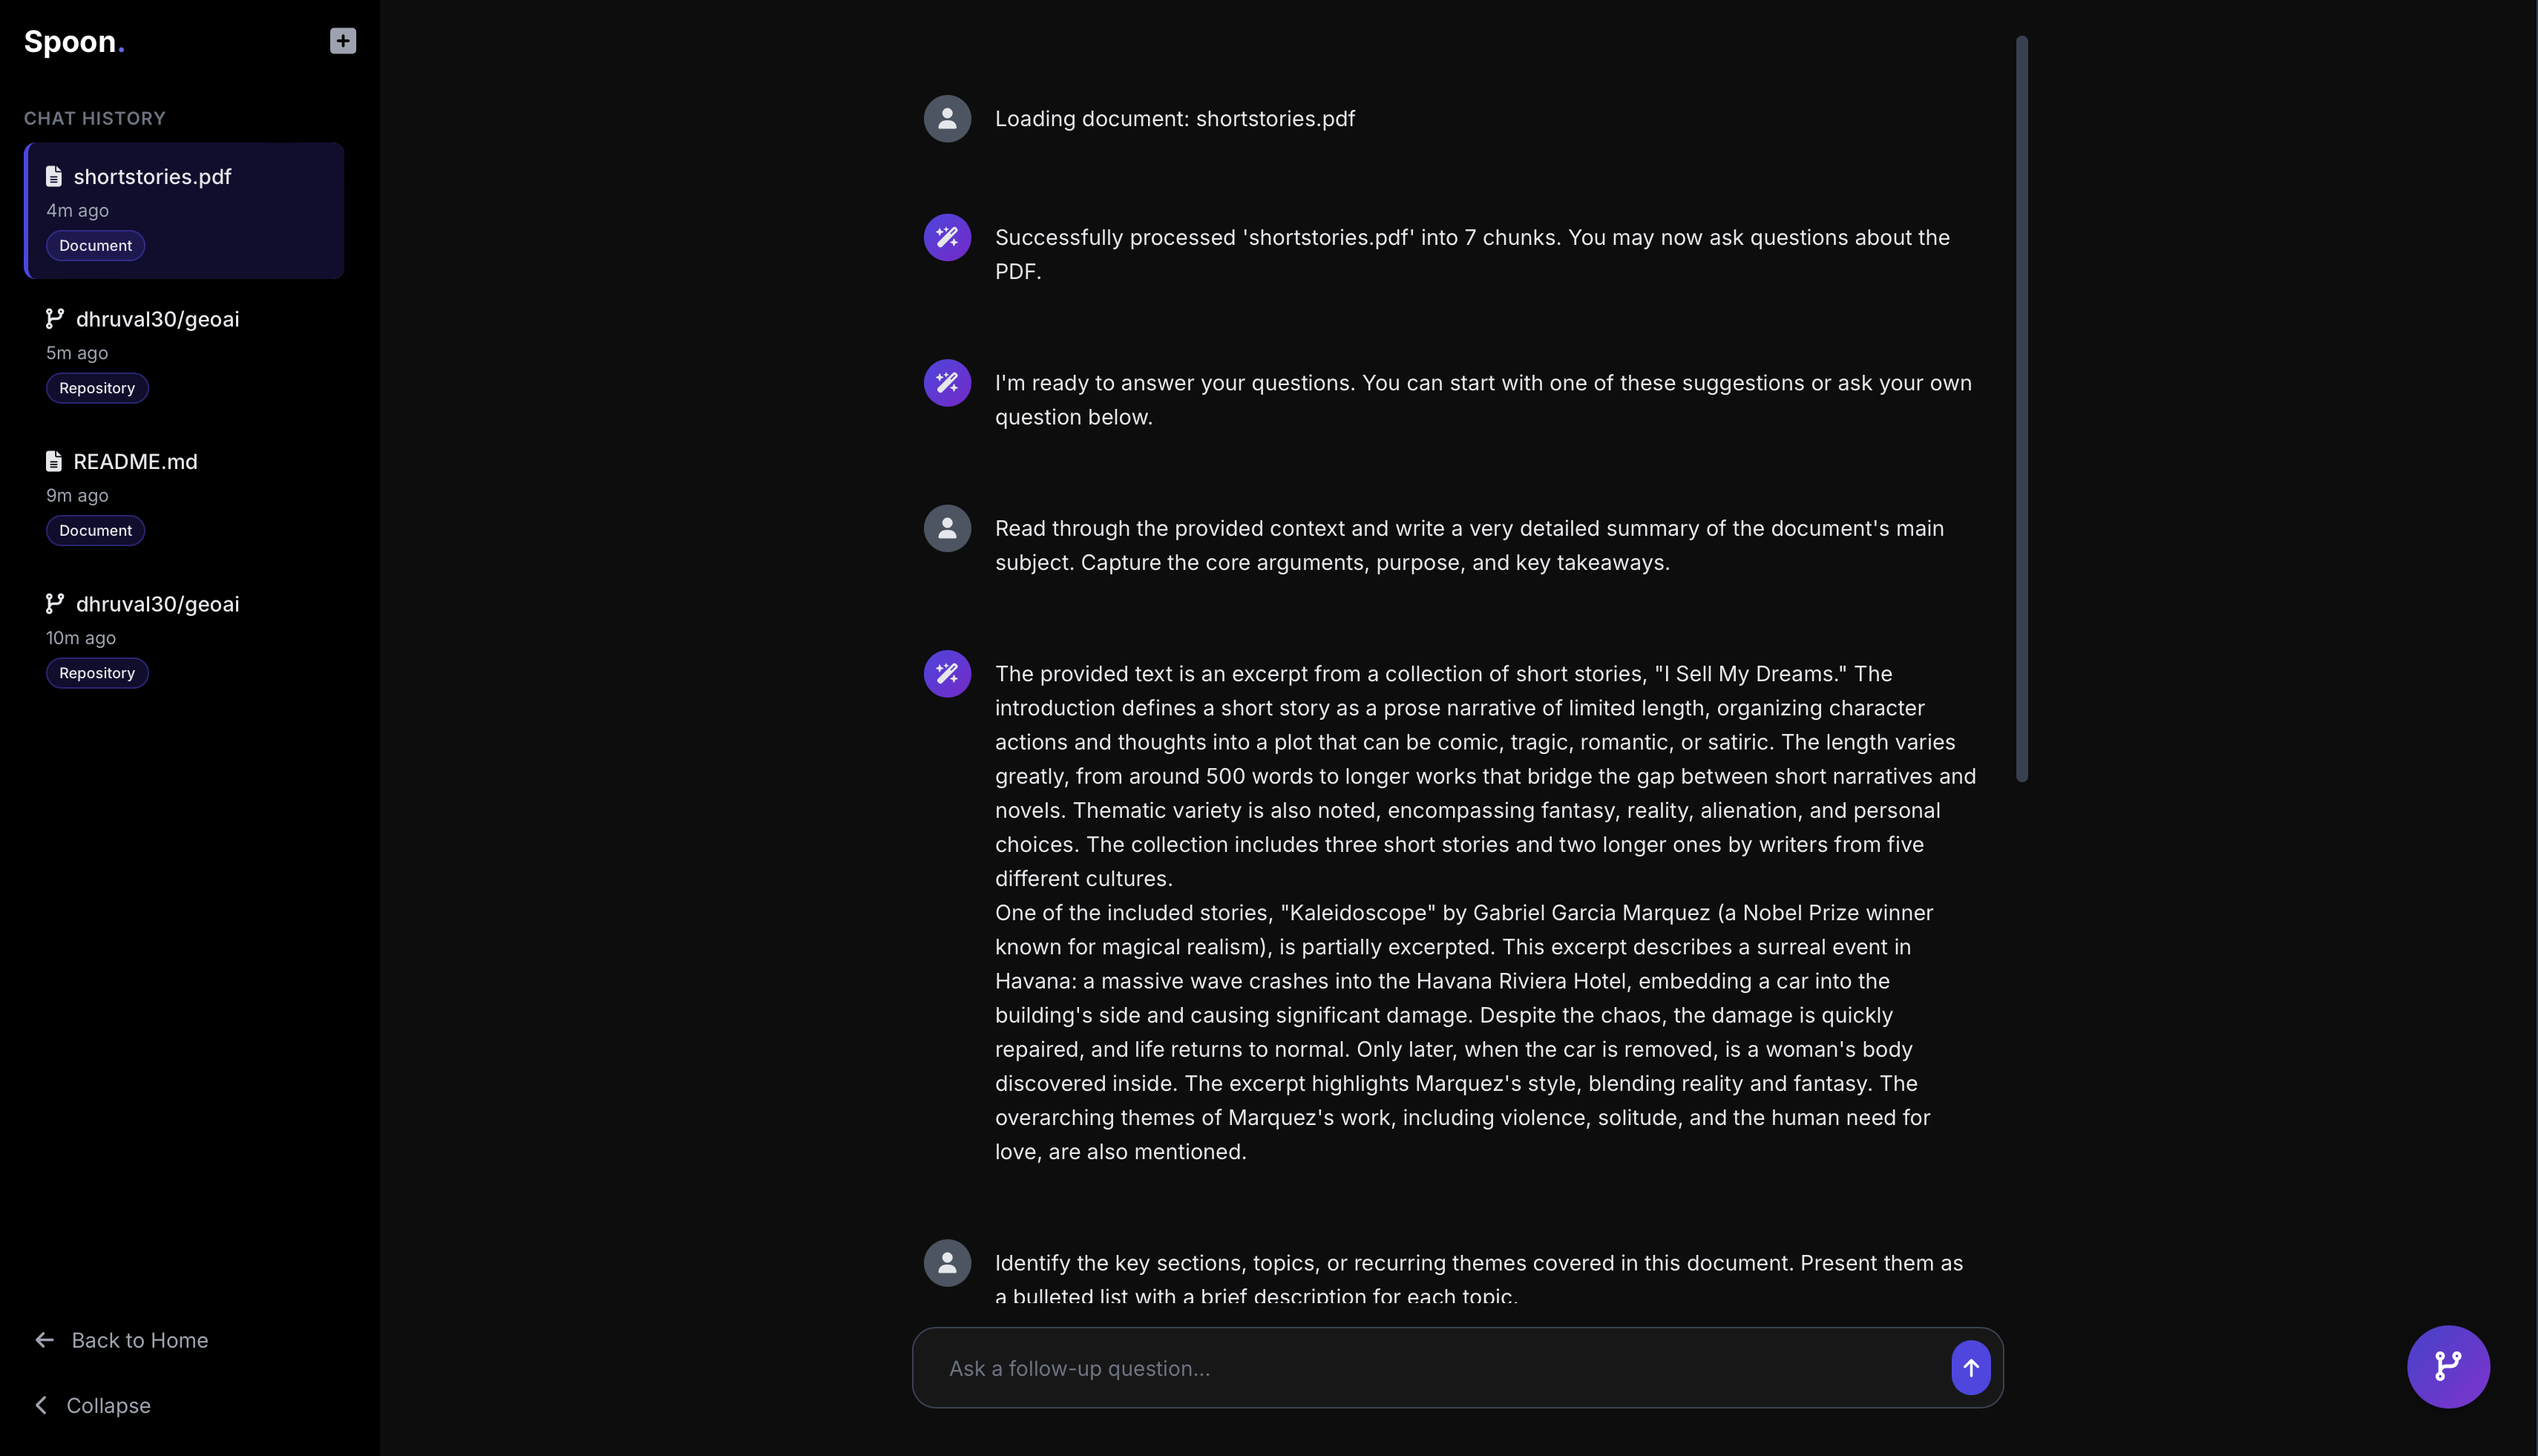 Spoon.
CHAT HISTORY
shortstories.pdf
4m ago
Document
dhruval30/geoai
5m ago
Repository
README.md
9m ago
Document
dhruval30/geoai
10m ago
Repository
Back to Home
Collapse
Loading document: shortstories.pdf
Successfully processed 'shortstories.pdf' into 7 chunks. You may now ask questions about the
PDF.
I'm ready to answer your questions. You can start with one of these suggestions or ask your own
question below.
Read through the provided context and write a very detailed summary of the document's main
subject. Capture the core arguments, purpose, and key takeaways.
The provided text is an excerpt from a collection of short stories, "I Sell My Dreams." The
introduction defines a short story as a prose narrative of limited length, organizing character
actions and thoughts into a plot that can be comic, tragic, romantic, or satiric. The length varies
greatly, from around 500 words to longer works that bridge the gap between short narratives and
novels. Thematic variety is also noted, encompassing fantasy, reality, alienation, and personal
choices. The collection includes three short stories and two longer ones by writers from five
different cultures.
One of the included stories, "Kaleidoscope" by Gabriel Garcia Marquez (a Nobel Prize winner
known for magical realism), is partially excerpted. This excerpt describes a surreal event in
Havana: a massive wave crashes into the Havana Riviera Hotel, embedding a car into the
building's side and causing significant damage. Despite the chaos, the damage is quickly
repaired, and life returns to normal. Only later, when the car is removed, is a woman's body
discovered inside. The excerpt highlights Marquez's style, blending reality and fantasy. The
overarching themes of Marquez's work, including violence, solitude, and the human need for
love, are also mentioned.
Identify the key sections, topics, or recurring themes covered in this document. Present them as
a bulleted list with a brief description for each topic.
Ask a follow-up question...